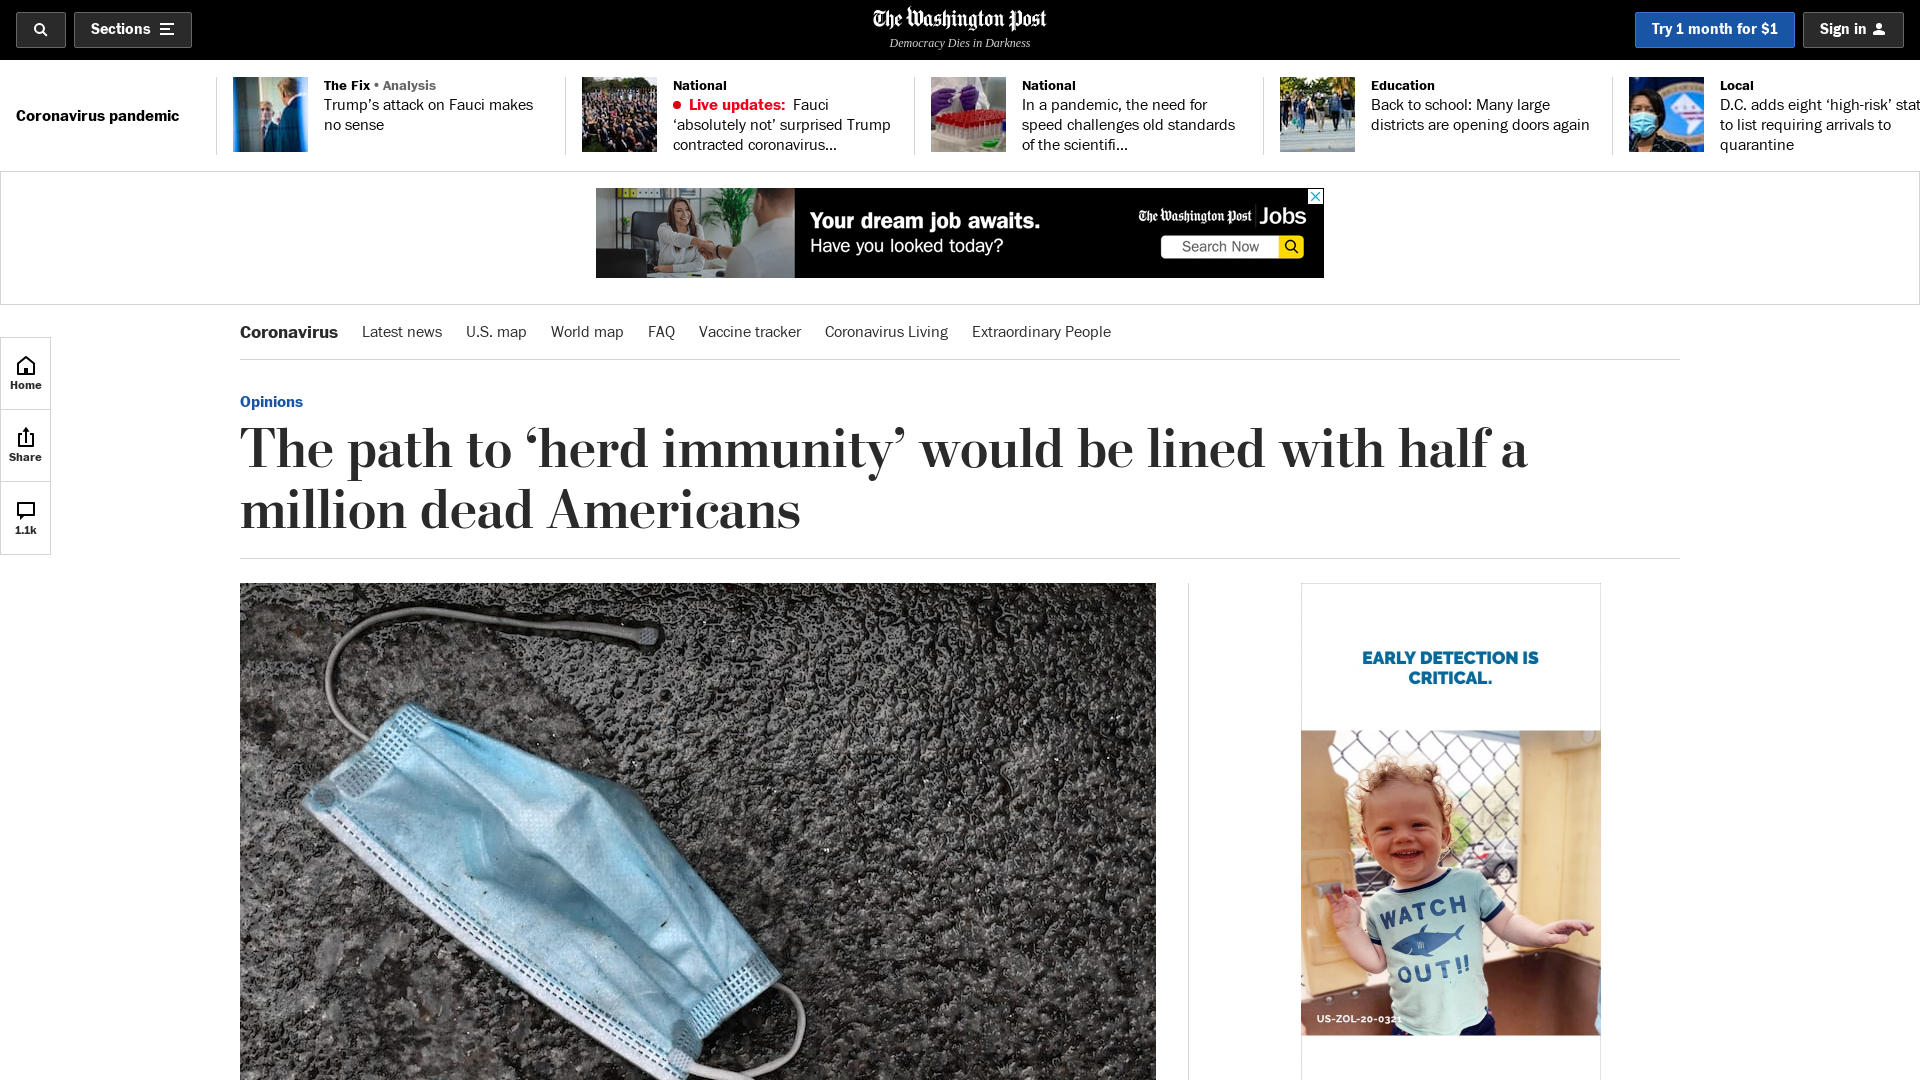 Sections
The Washington Post
Democracy Dies in Darkness
Try 1 month for $1
Sign in
Coronavirus pandemic
The Fix • Analysis
Trump’s attack on Fauci makes
no sense
National
Live updates: Fauci
‘absolutely not’ surprised Trump
contracted coronavirus...
National
In a pandemic, the need for
speed challenges old standards
of the scientifi...
Education
Back to school: Many large
districts are opening doors again
Local
D.C. adds eight ‘high-risk’ stat
to list requiring arrivals to
quarantine
Your dream job awaits.
Have you looked today?
The Washington Post Jobs
Search Now
Coronavirus Latest news U.S. map World map FAQ Vaccine tracker Coronavirus Living Extraordinary People
Home
Share
1.1k
Opinions
The path to ‘herd immunity’ would be lined with half a
million dead Americans
EARLY DETECTION IS
CRITICAL.
WATCH
OUT!!
US-ZOL-20-0321